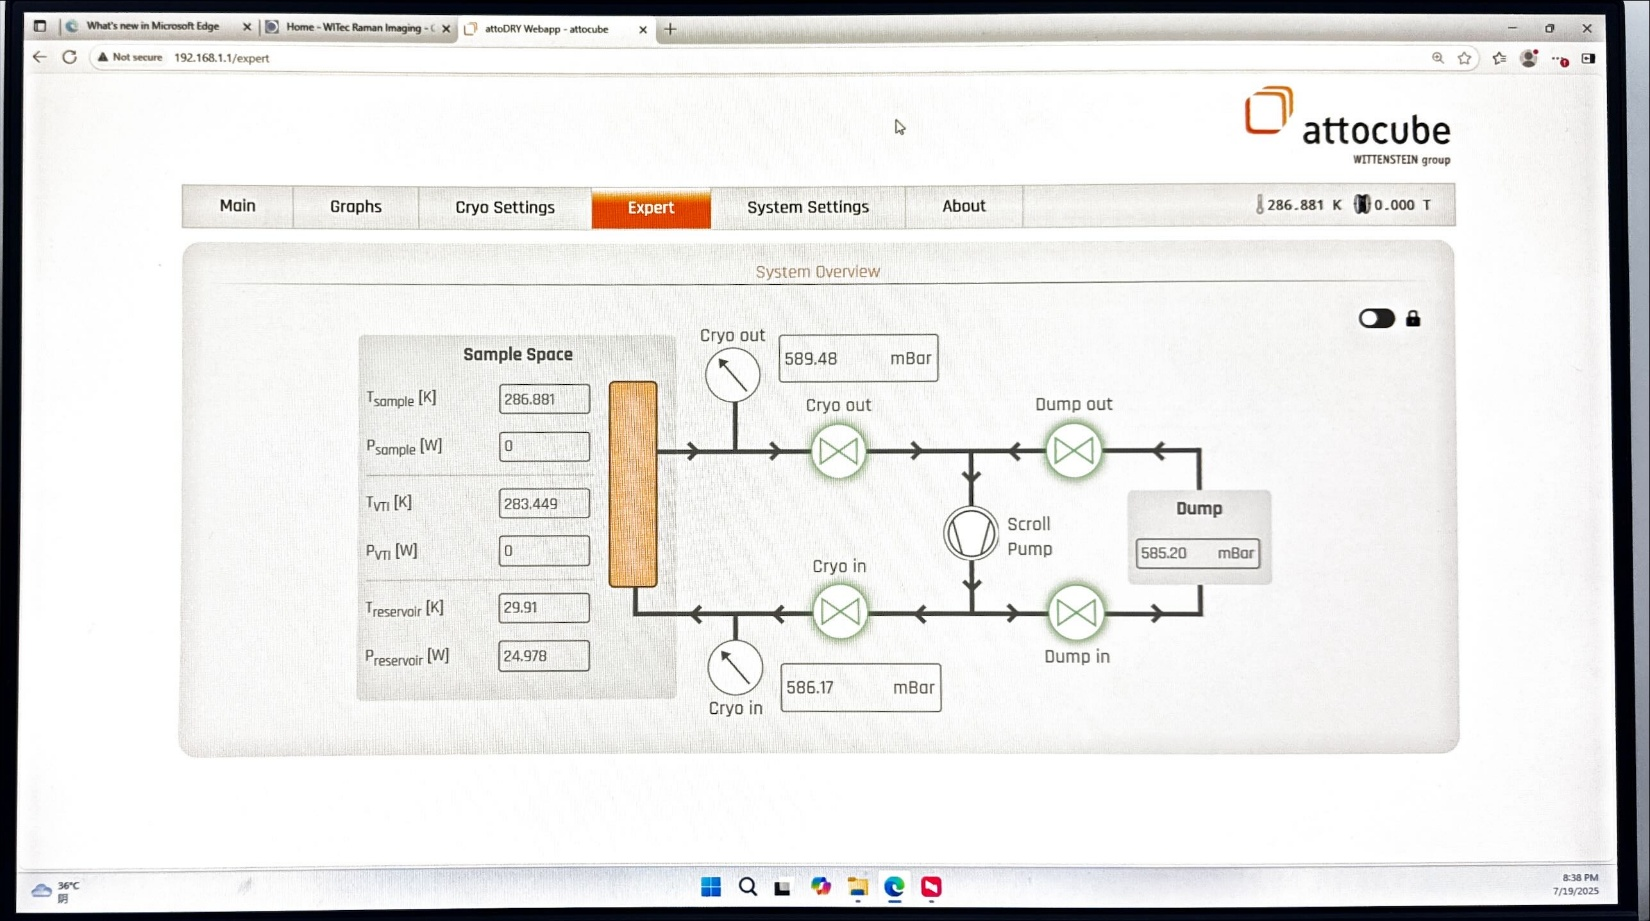 What's new in Microsoft Edge
Home - WITec Raman Imaging - (
attoDRY Webapp - attocube
Not secure
192.168.1.1/expert
attocube
WITTENSTEIN group
Main
Graphs
Cryo Settings
Expert
System Settings
About
286.881 K
0.000 T
System Overview
Sample Space
Tsample [K]
286.881
Psample [W]
0
TVTI [K]
283.449
PVTI [W]
0
Treservoir [K]
29.91
Preservoir [W]
24.978
Cryo out
589.48 mBar
Cryo out
Dump out
Scroll
Pump
Dump
585.20 mBar
Cryo in
Dump in
586.17 mBar
Cryo in
36°C
阴
8:38 PM
7/19/2025